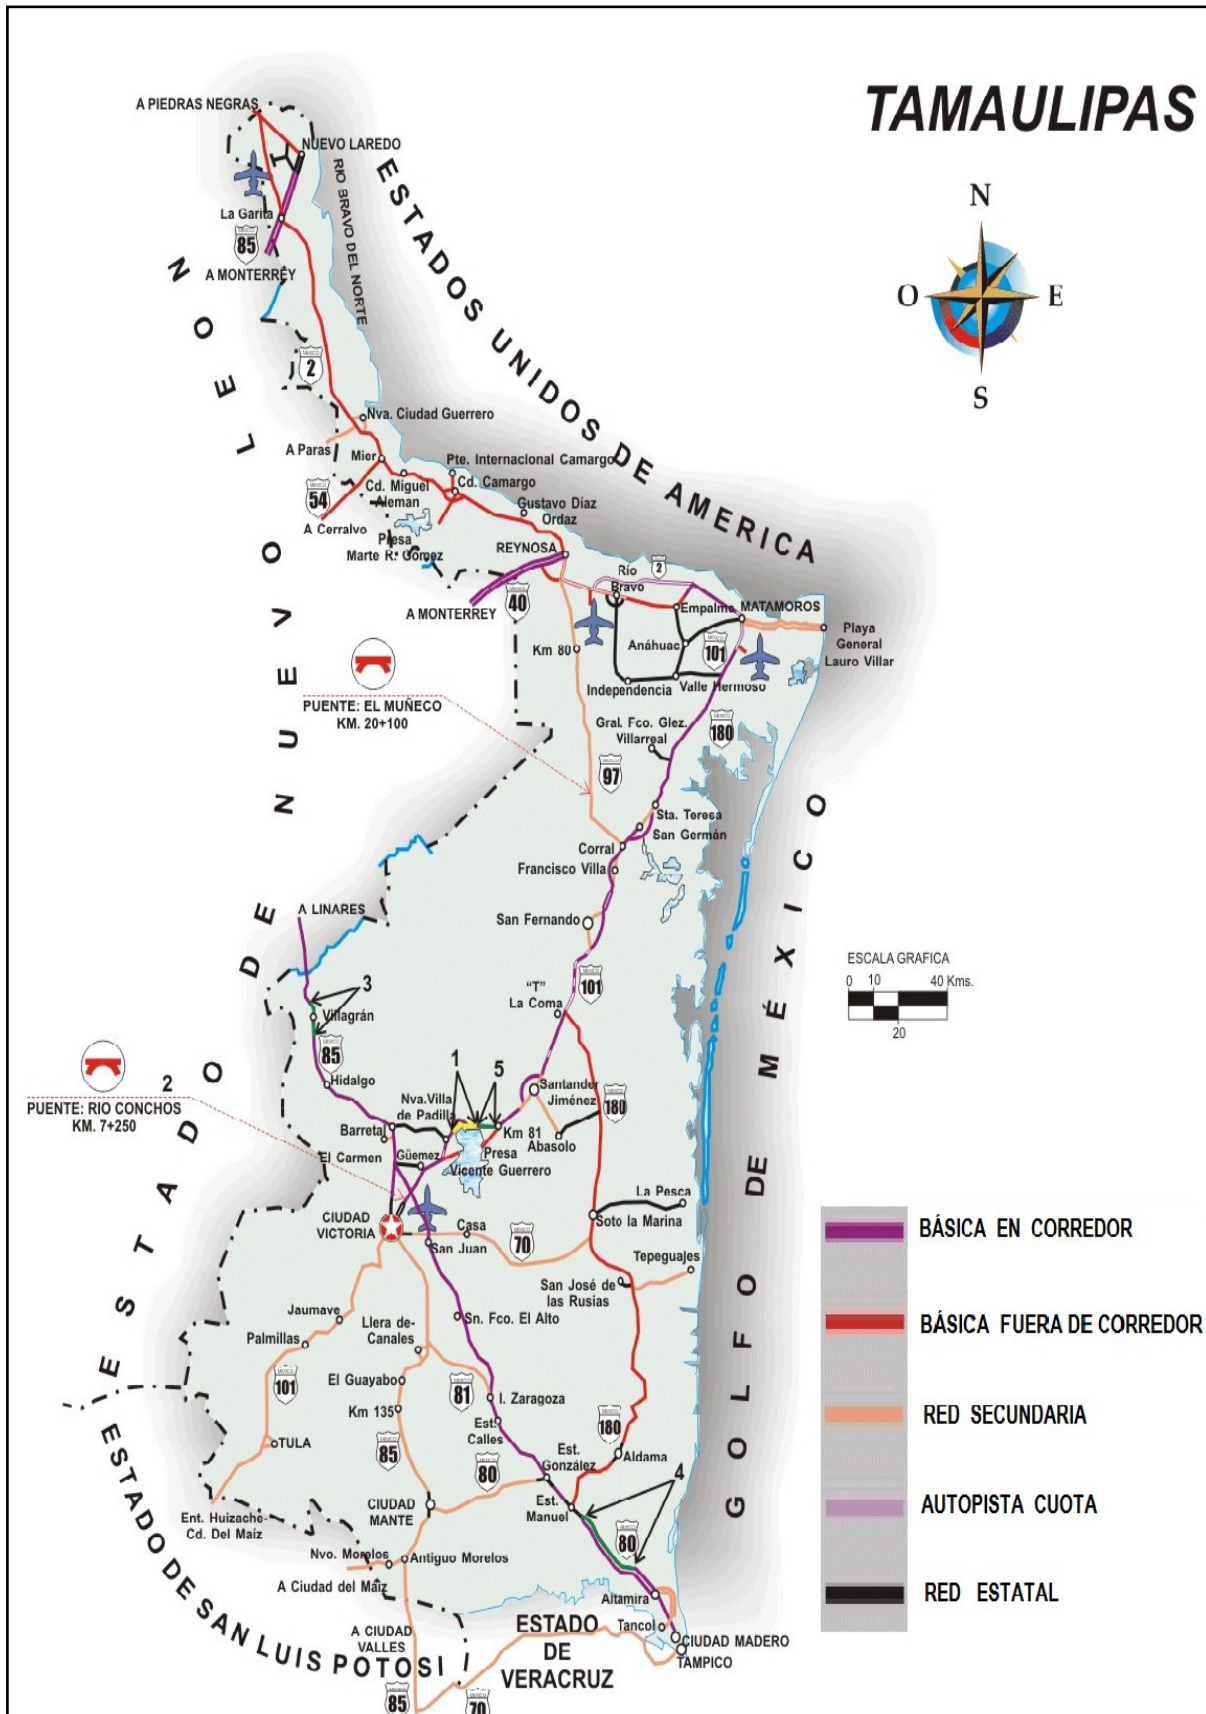 TAMAULIPAS
N
O
E
S
A PIEDRAS NEGRAS
NUEVO LAREDO
RIO BRAVO DEL NORTE
La Garita
85
A MONTERREY
ESTADOS UNIDOS DE AMERICA
MEXICO
2
Nva. Ciudad Guerrero
A Paras
Mier
Pte. Internacional Camargo
Cd. Miguel
Aleman
Cd. Camargo
54
A Cerralvo
Gustavo Díaz
Ordaz
Presa
Marte R. Gómez
REYNOSA
A MONTERREY
40
Río
Bravo
2
Empalme
MATAMOROS
Playa
General
Lauro Villar
Anáhuac
101
Km 80
Independencia
Valle Hermoso
PUENTE: EL MUÑECO
KM. 20+100
Gral. Fco. Glez.
Villarreal
180
97
Sta. Teresa
San Germán
Corral
Francisco Villa
A LINARES
San Fernando
ESTADO DE NUEVO LEON
GOLFO DE MÉXICO
ESCALA GRAFICA
0 10 40 Kms.
20
101
"T"
La Coma
3
Villagrán
85
Hidalgo
1
5
Santander
Jiménez
180
2
PUENTE: RIO CONCHOS
KM. 7+250
Nva.Villa
de Padilla
Barretal
Km 81
Abasolo
El Carmen
Güemez
Presa
Vicente Guerrero
La Pesca
CIUDAD
VICTORIA
Casa
70
Soto la Marina
San Juan
Tepeguajes
San José de
las Rusias
Jaumave
Llera de-
Canales
Sn. Fco. El Alto
Palmillas
101
El Guayabo
81
I. Zaragoza
Km 135
Est.
Calles
180
TULA
85
80
Est.
González
Aldama
4
CIUDAD
MANTE
Est.
Manuel
Ent. Huizache-
Cd. Del Maíz
80
Nvo. Morelos
Antiguo Morelos
A Ciudad del Maíz
Altamira
Tancol
CIUDAD MADERO
TAMPICO
A CIUDAD
VALLES
ESTADO
DE
VERACRUZ
ESTADO DE SAN LUIS POTOSI
85
70
BÁSICA EN CORREDOR
BÁSICA FUERA DE CORREDOR
RED SECUNDARIA
AUTOPISTA CUOTA
RED ESTATAL